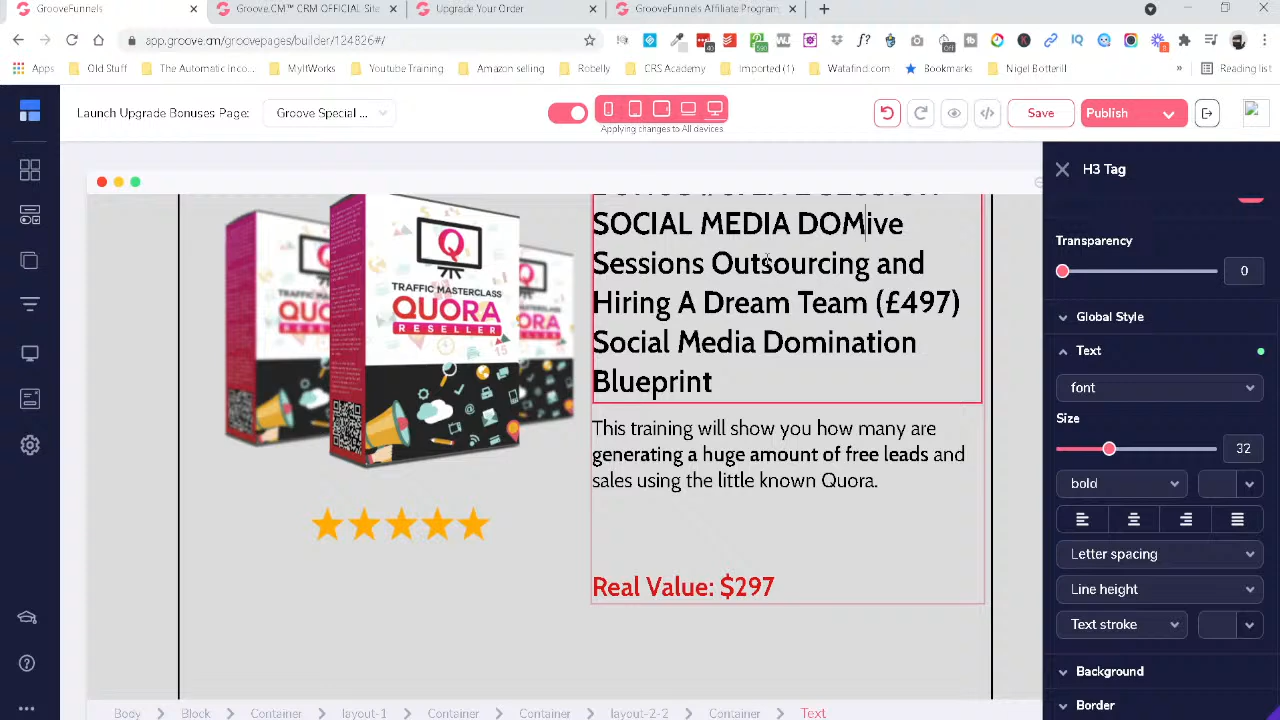 GrooveFunnels
Groove.CM™ CRM OFFICIAL Site
Upgrade Your Order
GrooveFunnels Affiliate Program
app.groove.cm/groovepages/builder/124826#/
Apps
Old Stuff
The Automatic Inco...
MyWorks
Youtube Training
Amazon selling
Robelly
CRS Academy
Imported (1)
Watafind.com
Bookmarks
Nigel Botterill
»
Reading list
Launch Upgrade Bonuses Page:
Groove Special ...
Applying changes to All devices
Save
Publish
H3 Tag
SOCIAL MEDIA DOMive
Sessions Outsourcing and
Hiring A Dream Team (£497)
Social Media Domination
Blueprint
This training will show you how many are
generating a huge amount of free leads and
sales using the little known Quora.
Real Value: $297
Q
TRAFFIC MASTERCLASS
QUORA
RESELLER
Transparency
0
Global Style
Text
font
Size
32
bold
Letter spacing
Line height
Text stroke
Background
Border
Body
Block
Container
layout-1
Container
Container
layout-2-2
Container
Text